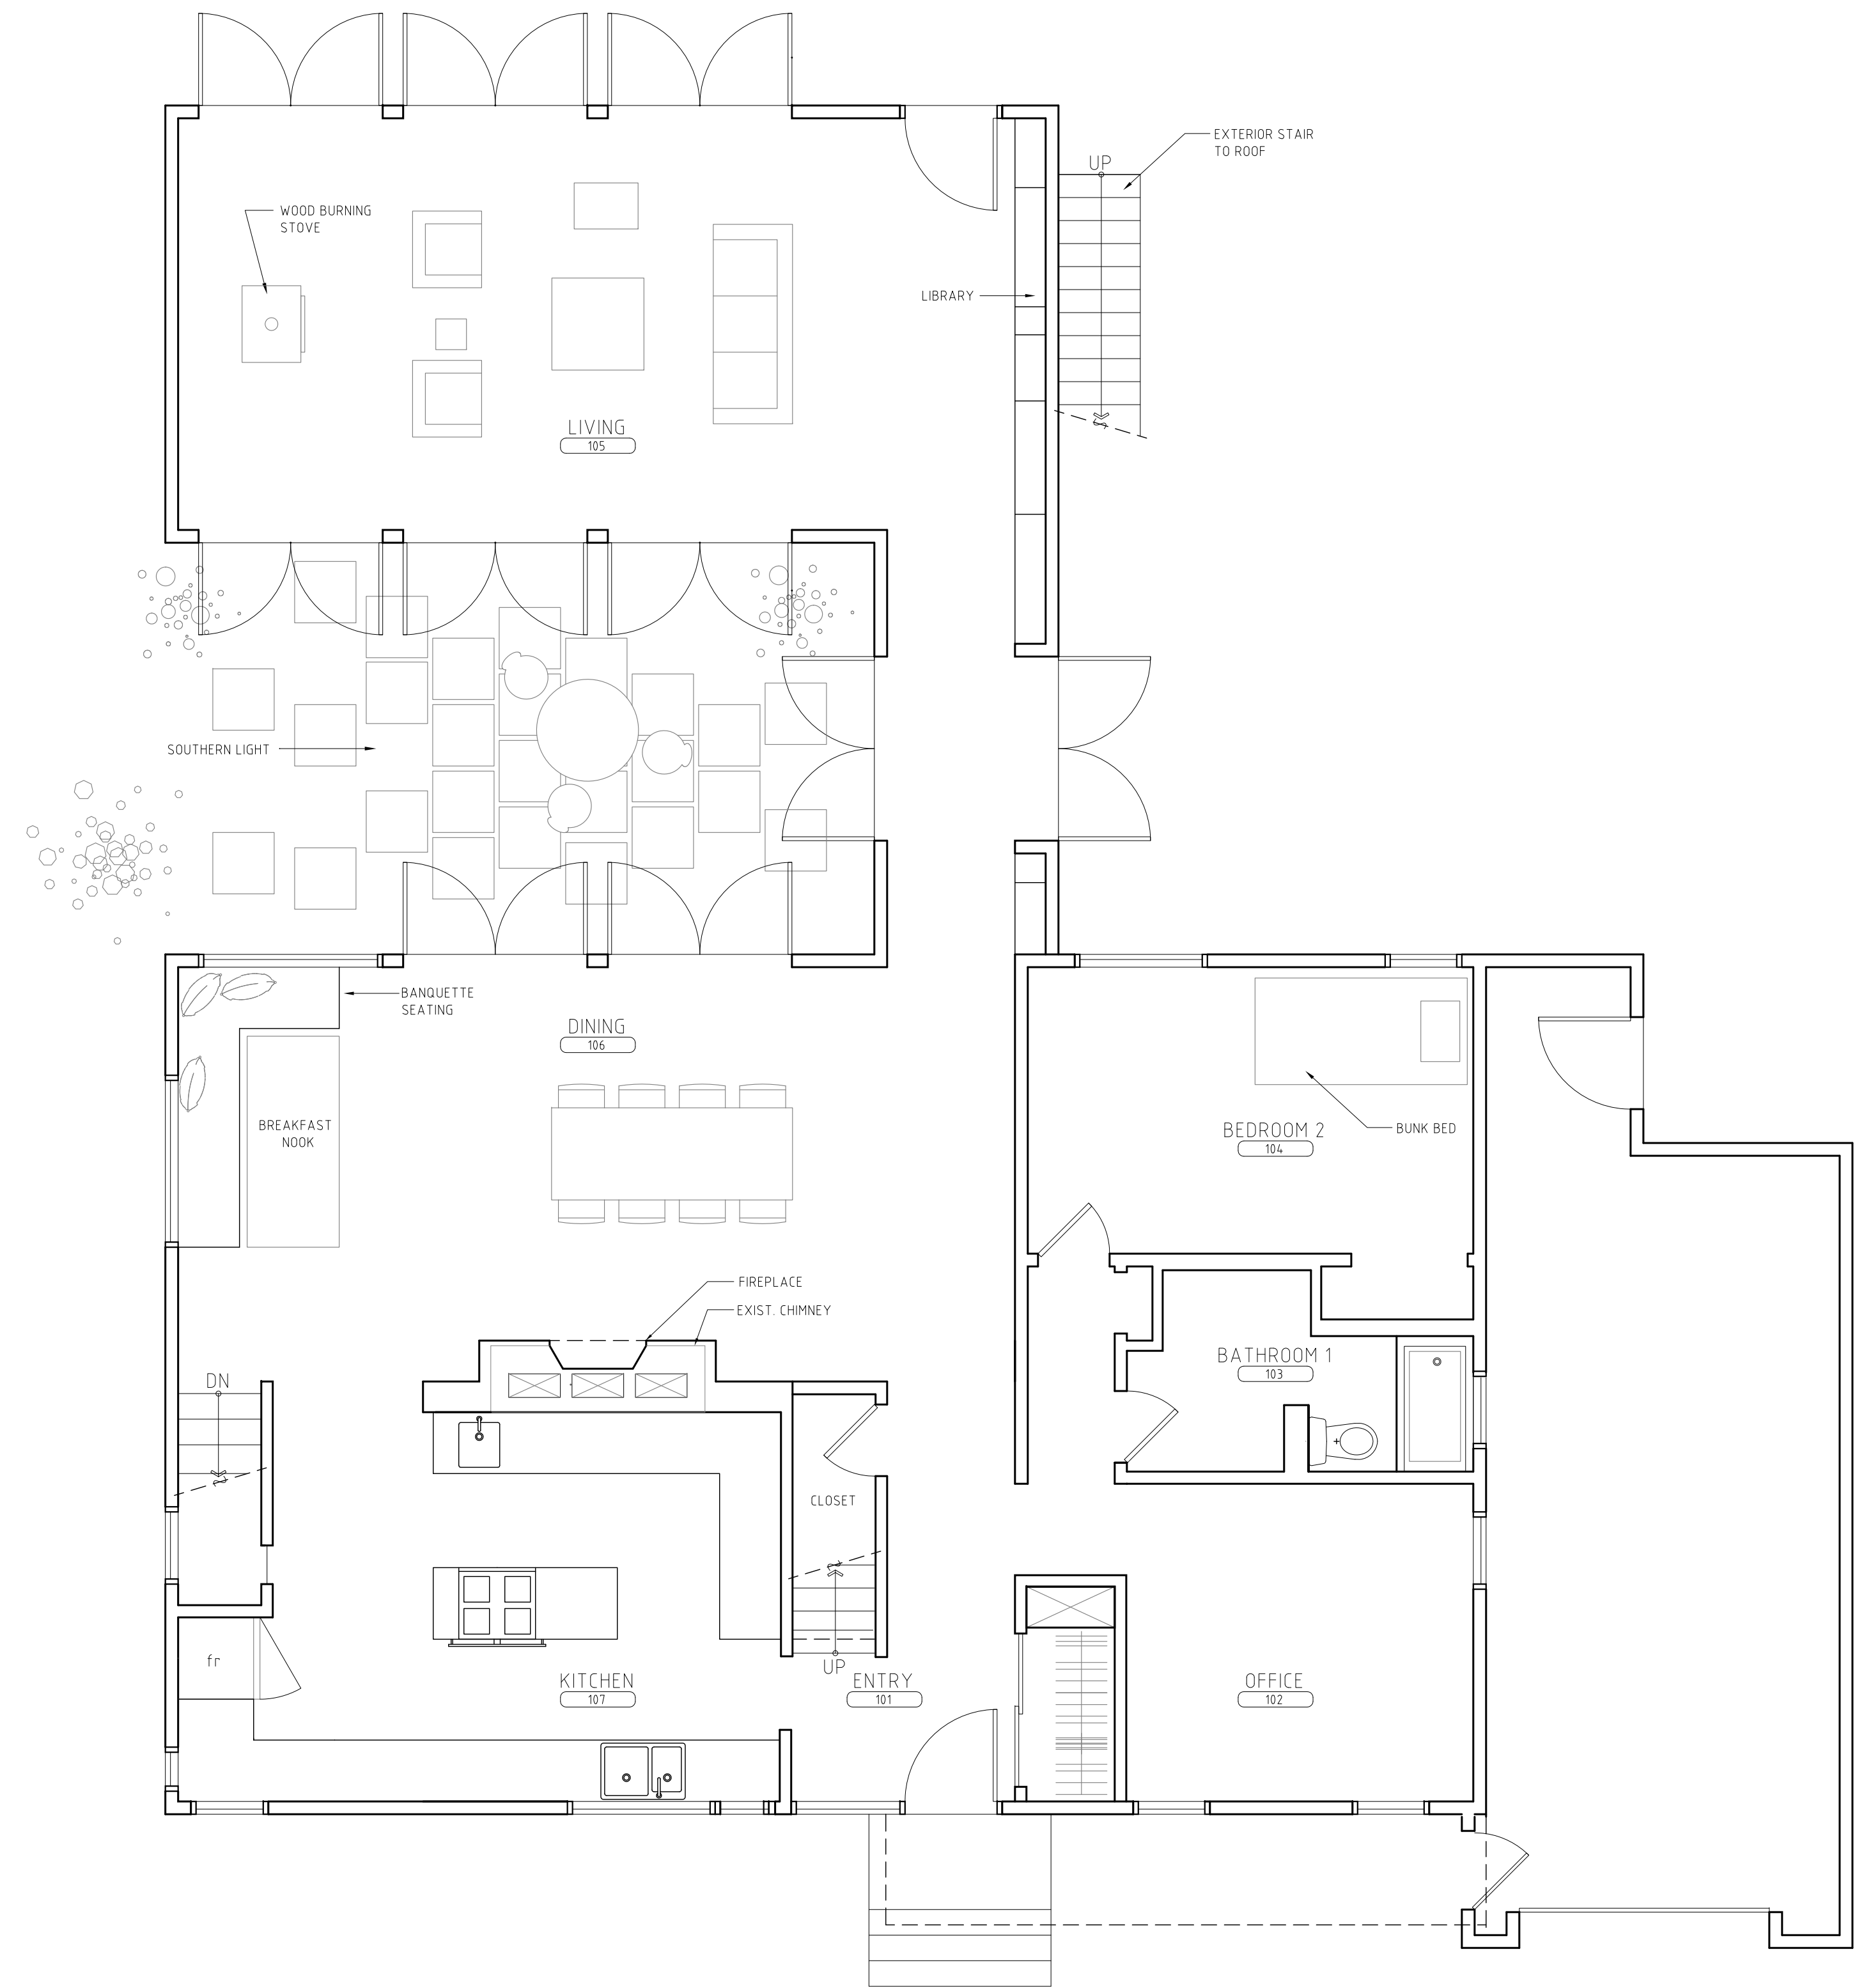 UP
EXTERIOR STAIR
TO ROOF
WOOD BURNING
STOVE
LIBRARY
LIVING
105
SOUTHERN LIGHT
BANQUETTE
SEATING
DINING
106
BREAKFAST
NOOK
BEDROOM 2
104
BUNK BED
FIREPLACE
EXIST. CHIMNEY
BATHROOM 1
103
DN
CLOSET
fr
UP
KITCHEN
107
ENTRY
101
OFFICE
102